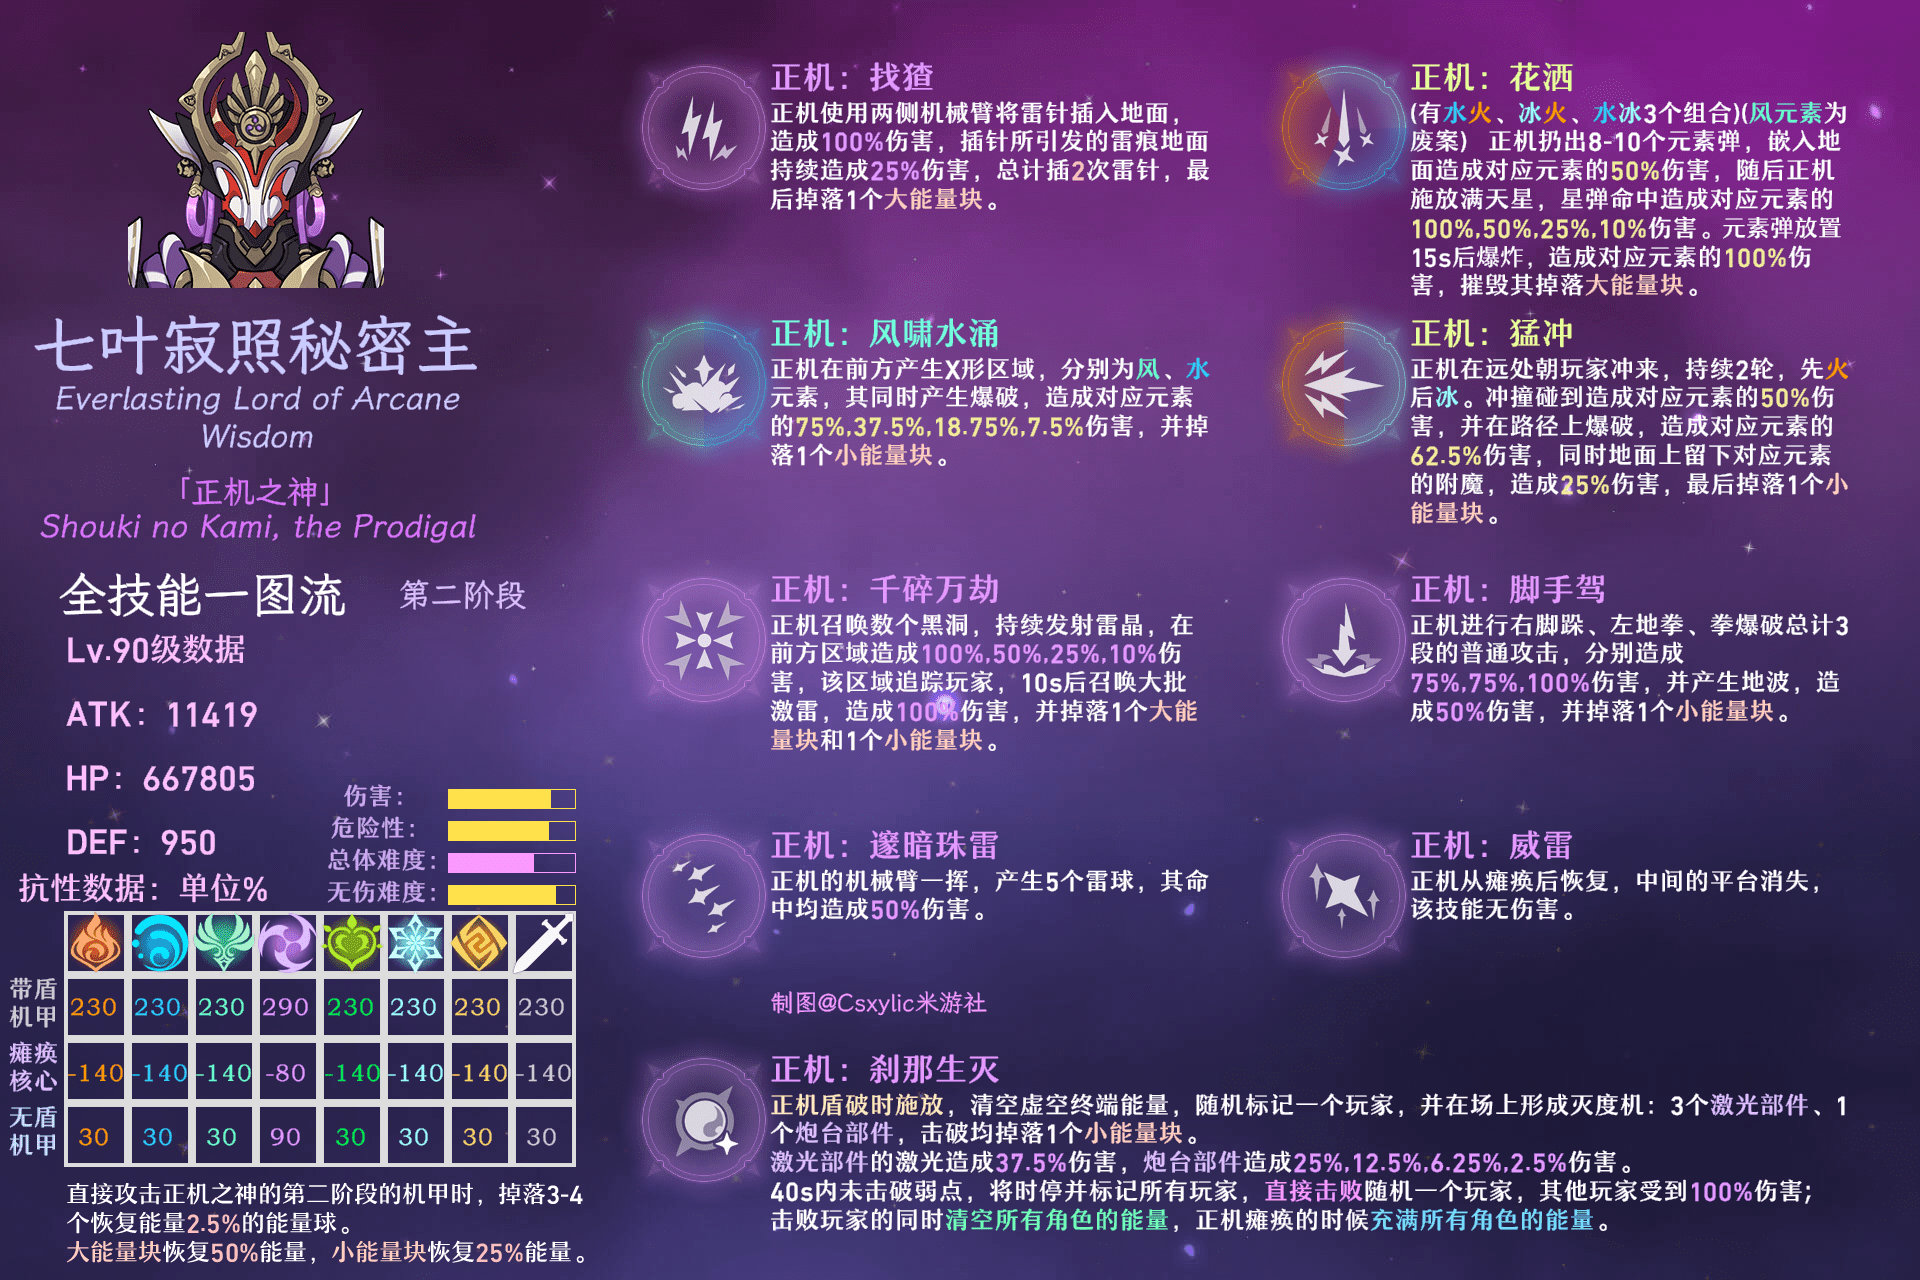 七叶寂照秘密主
Everlasting Lord of Arcane
Wisdom
「正机之神」
Shouki no Kami, the Prodigal
全技能一图流 第二阶段
Lv.90级数据
ATK：11419
HP：667805
DEF：950
伤害：
危险性：
总体难度：
无伤难度：
抗性数据：单位%
带盾
机甲
230 230 230 290 230 230 230 230
瘫痪
核心
-140 -140 -140 -80 -140 -140 -140 -140
无盾
机甲
30 30 30 90 30 30 30 30
直接攻击正机之神的第二阶段的机甲时，掉落3-4
个恢复能量2.5%的能量球。
大能量块恢复50%能量，小能量块恢复25%能量。
正机：找猹
正机使用两侧机械臂将雷针插入地面，
造成100%伤害，插针所引发的雷痕地面
持续造成25%伤害，总计插2次雷针，最
后掉落1个大能量块。
正机：花洒
(有水火、冰火、水冰3个组合)(风元素为
废案) 正机扔出8-10个元素弹，嵌入地
面造成对应元素的50%伤害，随后正机
施放满天星，星弹命中造成对应元素的
100%,50%,25%,10%伤害。元素弹放置
15s后爆炸，造成对应元素的100%伤
害，摧毁其掉落大能量块。
正机：风啸水涌
正机在前方产生X形区域，分别为风、水
元素，其同时产生爆破，造成对应元素
的75%,37.5%,18.75%,7.5%伤害，并掉
落1个小能量块。
正机：猛冲
正机在远处朝玩家冲来，持续2轮，先火
后冰。冲撞碰到造成对应元素的50%伤
害，并在路径上爆破，造成对应元素的
62.5%伤害，同时地面上留下对应元素
的附魔，造成25%伤害，最后掉落1个小
能量块。
正机：千碎万劫
正机召唤数个黑洞，持续发射雷晶，在
前方区域造成100%,50%,25%,10%伤
害，该区域追踪玩家，10s后召唤大批
激雷，造成100%伤害，并掉落1个大能
量块和1个小能量块。
正机：脚手驾
正机进行右脚跺、左地拳、拳爆破总计3
段的普通攻击，分别造成
75%,75%,100%伤害，并产生地波，造
成50%伤害，并掉落1个小能量块。
正机：邃暗珠雷
正机的机械臂一挥，产生5个雷球，其命
中均造成50%伤害。
正机：威雷
正机从瘫痪后恢复，中间的平台消失，
该技能无伤害。
制图@Csxylic米游社
正机：刹那生灭
正机盾破时施放，清空虚空终端能量，随机标记一个玩家，并在场上形成灭度机：3个激光部件、1
个炮台部件，击破均掉落1个小能量块。
激光部件的激光造成37.5%伤害，炮台部件造成25%,12.5%,6.25%,2.5%伤害。
40s内未击破弱点，将时停并标记所有玩家，直接击败随机一个玩家，其他玩家受到100%伤害；
击败玩家的同时清空所有角色的能量，正机瘫痪的时候充满所有角色的能量。